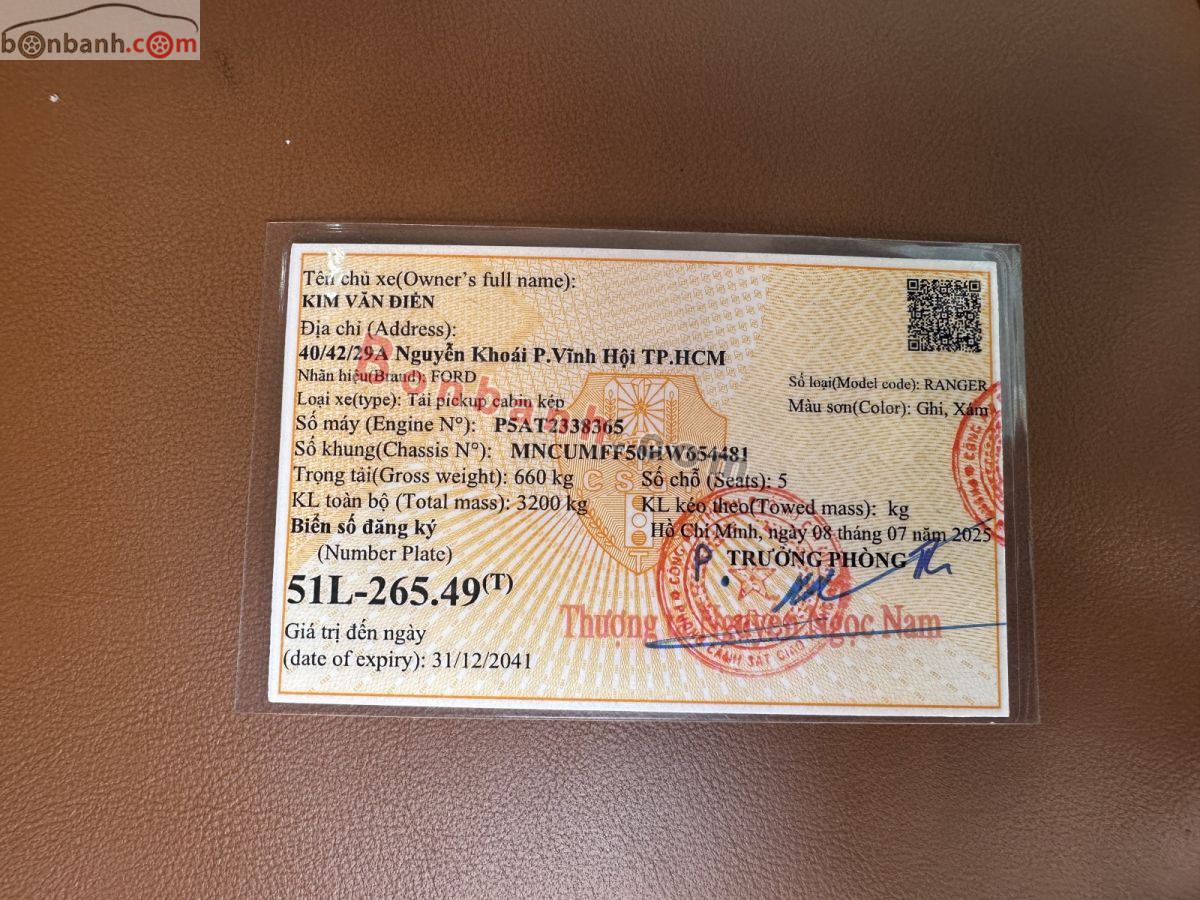 bonbanh.com
Tên chủ xe(Owner's full name):
KIM VĂN ĐIỀN
Địa chỉ (Address):
40/42/29A Nguyễn Khoái P.Vĩnh Hội TP.HCM
Nhãn hiệu(Brand): FORD
Số loại(Model code): RANGER
Loại xe(type): Tải pickup cabin kép
Màu sơn(Color): Ghi, Xám
Số máy (Engine N°): P5AT2338365
Số khung(Chassis N°): MNCUMFF50HW654481
Bonbanh.com
Trọng tải(Gross weight): 660 kg
Số chỗ (Seats): 5
CS
GT
KL toàn bộ (Total mass): 3200 kg
KL kéo theo(Towed mass): kg
Biển số đăng ký
Hồ Chí Minh, ngày 08 tháng 07 năm 2025
(Number Plate)
P. TRƯỞNG PHÒNG
51L-265.49(T)
Thượng Nguyễn Ngọc Nam
Giá trị đến ngày
(date of expiry): 31/12/2041